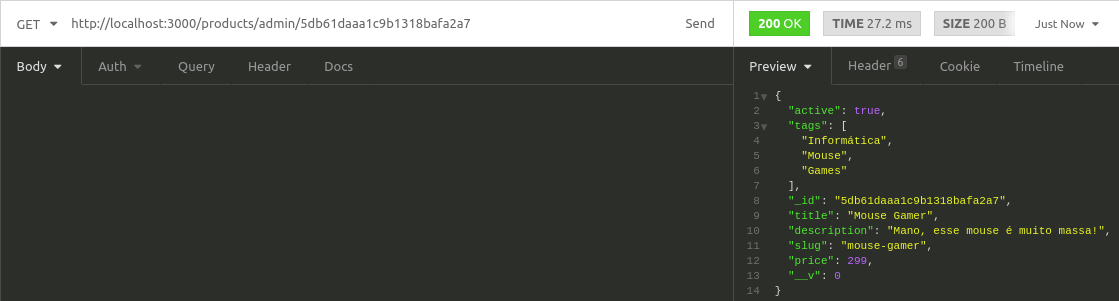 GET http://localhost:3000/products/admin/5db61daaa1c9b1318bafa2a7 Send
200 OK TIME 27.2 ms SIZE 200 B Just Now
Body Auth Query Header Docs
Preview Header 6 Cookie Timeline
1 {
2 "active": true,
3 "tags": [
4 "Informática",
5 "Mouse",
6 "Games"
7 ],
8 "_id": "5db61daaa1c9b1318bafa2a7",
9 "title": "Mouse Gamer",
10 "description": "Mano, esse mouse é muito massa!",
11 "slug": "mouse-gamer",
12 "price": 299,
13 "__v": 0
14 }